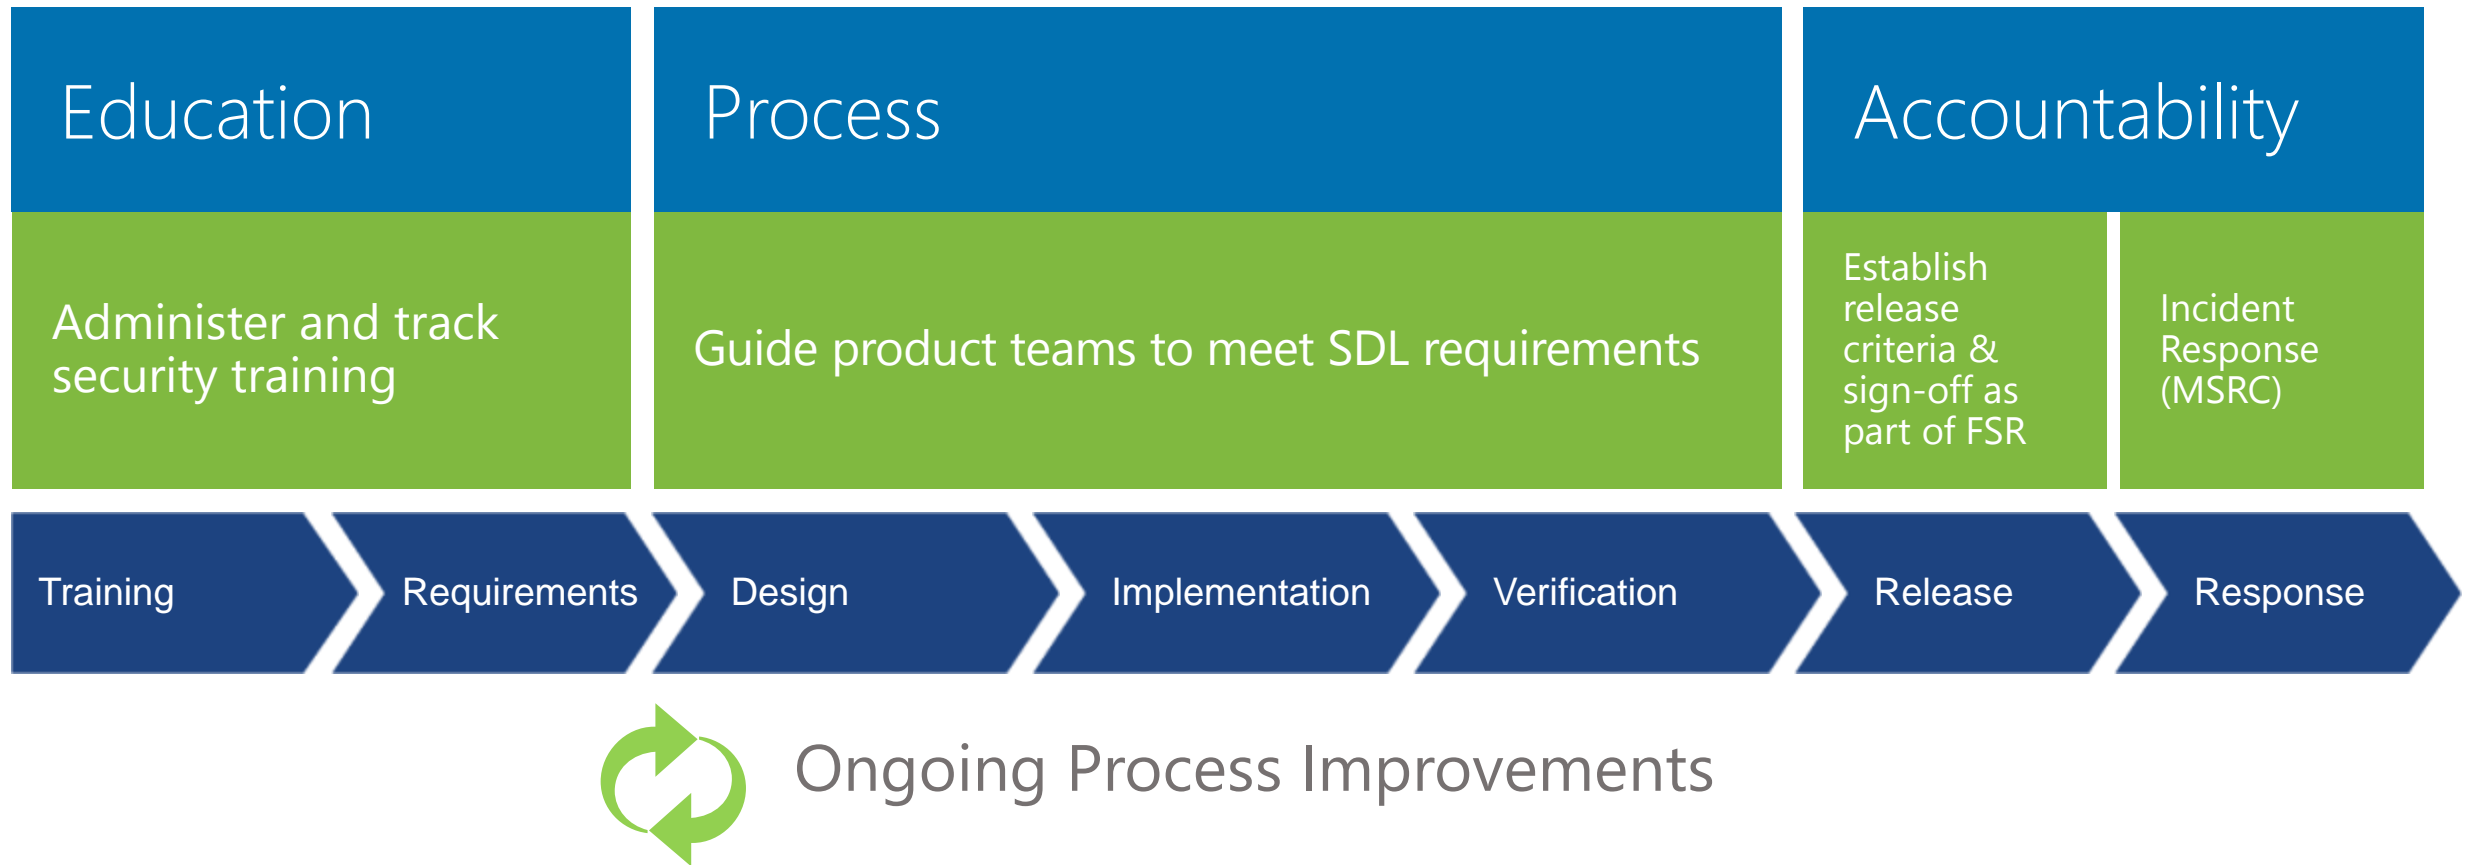 Education
Process
Accountability
Administer and track
security training
Guide product teams to meet SDL requirements
Establish
release
criteria &
sign-off as
part of FSR
Incident
Response
(MSRC)
Training
Requirements
Design
Implementation
Verification
Release
Response
Ongoing Process Improvements